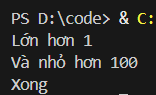 PS D:\code> & C:
Lớn hơn 1
Và nhỏ hơn 100
Xong